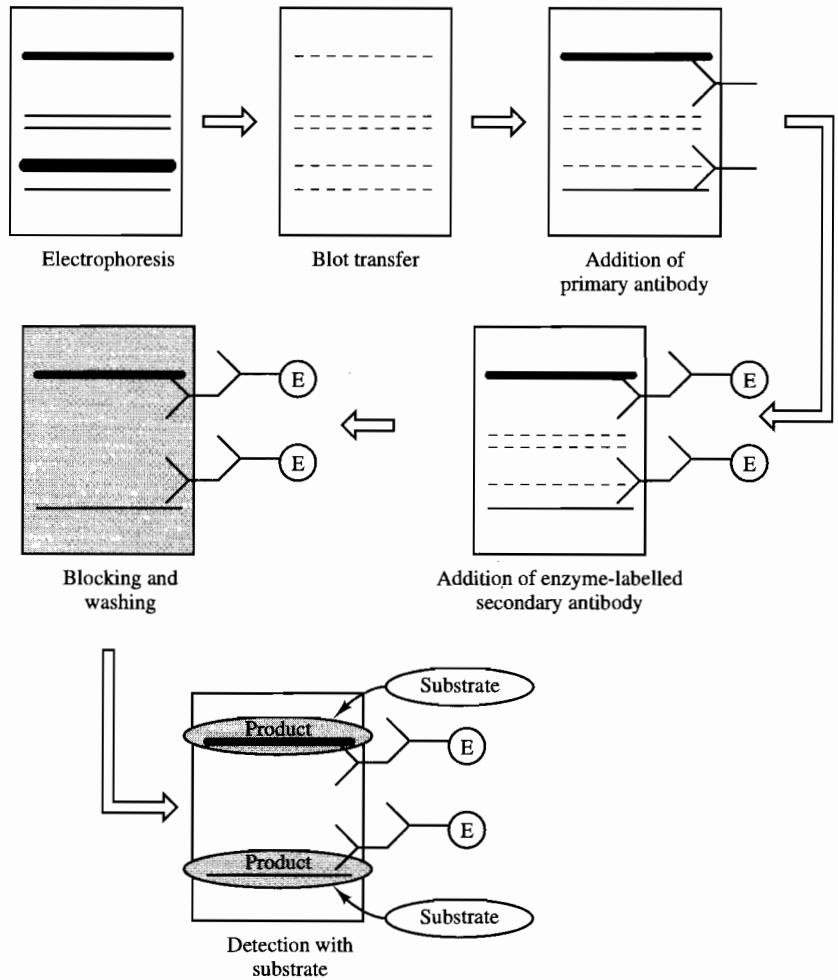 Electrophoresis
Blot transfer
Addition of
primary antibody
E
E
Blocking and
washing
E
E
Addition of enzyme-labelled
secondary antibody
Substrate
Product
E
E
Product
Substrate
Detection with
substrate